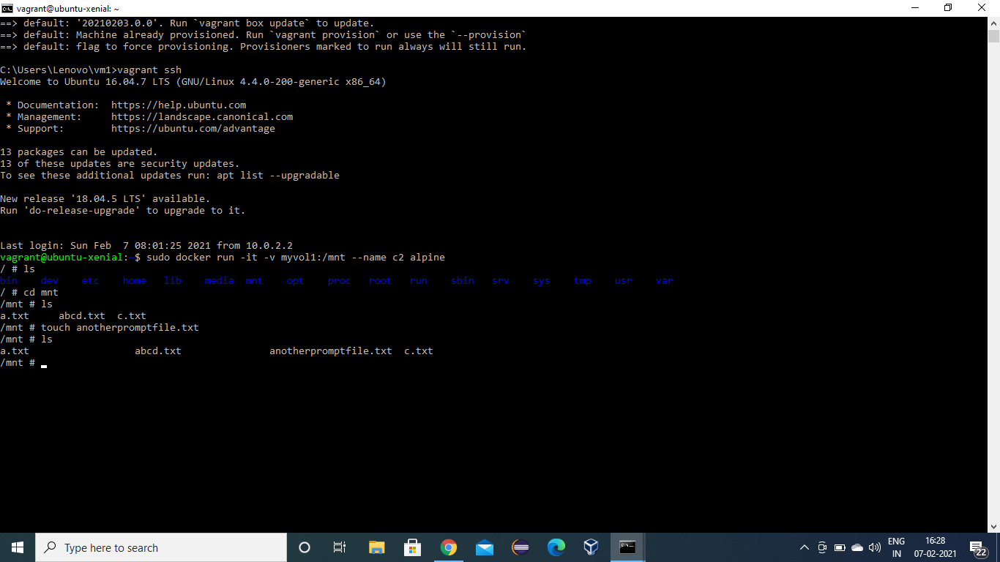 vagrant@ubuntu-xenial: ~
==> default: '20210203.0.0'. Run `vagrant box update` to update.
==> default: Machine already provisioned. Run `vagrant provision` or use the `--provision`
==> default: flag to force provisioning. Provisioners marked to run always will still run.
C:\Users\Lenovo\vm1>vagrant ssh
Welcome to Ubuntu 16.04.7 LTS (GNU/Linux 4.4.0-200-generic x86_64)
* Documentation:  https://help.ubuntu.com
* Management:     https://landscape.canonical.com
* Support:        https://ubuntu.com/advantage
13 packages can be updated.
13 of these updates are security updates.
To see these additional updates run: apt list --upgradable
New release '18.04.5 LTS' available.
Run 'do-release-upgrade' to upgrade to it.
Last login: Sun Feb  7 08:01:25 2021 from 10.0.2.2
vagrant@ubuntu-xenial:~$ sudo docker run -it -v myvol1:/mnt --name c2 alpine
/ # ls
bin    dev    etc    home   lib    media  mnt    opt    proc   root   run    sbin   srv    sys    tmp    usr    var
/ # cd mnt
/mnt # ls
a.txt     abcd.txt  c.txt
/mnt # touch anotherpromptfile.txt
/mnt # ls
a.txt                  abcd.txt               anotherpromptfile.txt  c.txt
/mnt #
Type here to search
ENG
IN
16:28
07-02-2021
22